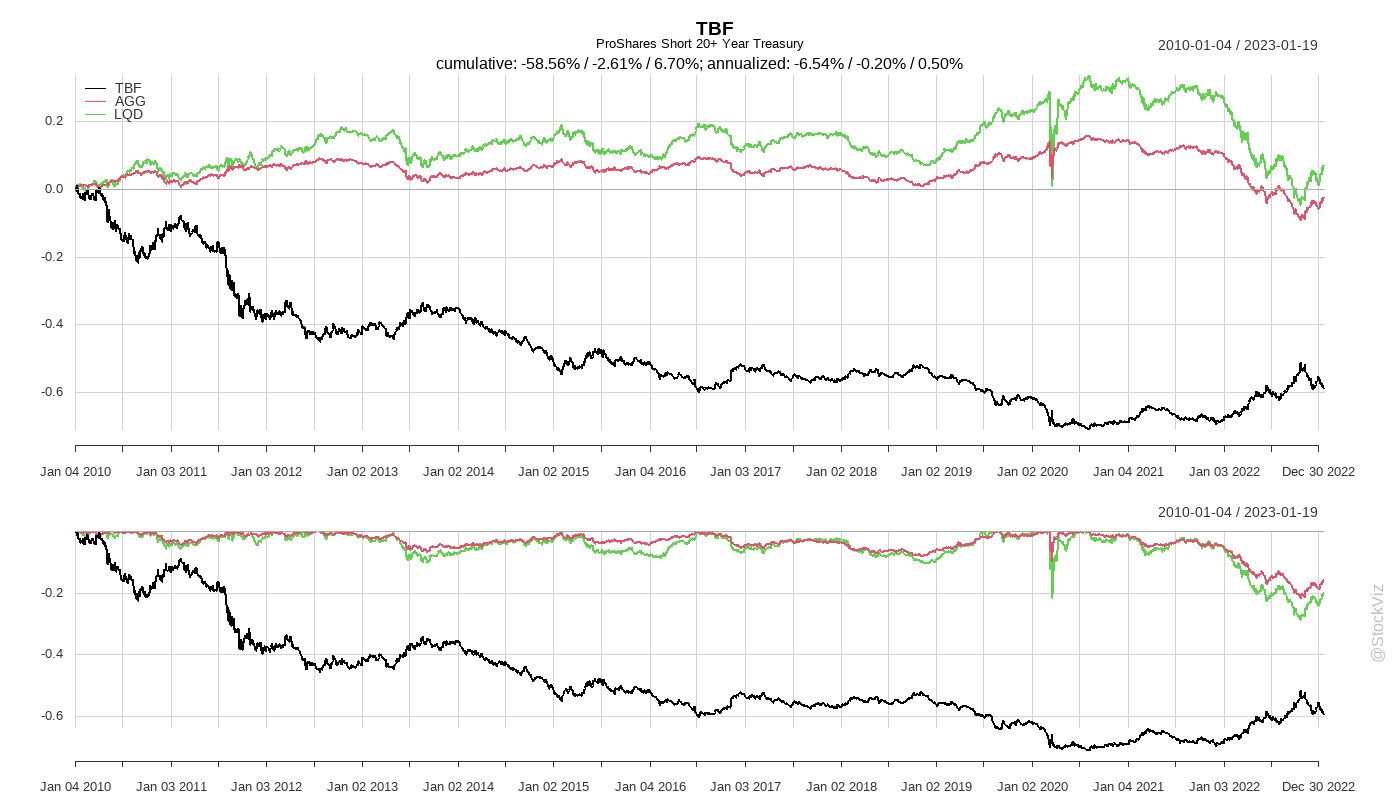 TBF
ProShares Short 20+ Year Treasury
2010-01-04 / 2023-01-19
cumulative: -58.56% / -2.61% / 6.70%; annualized: -6.54% / -0.20% / 0.50%
TBF
AGG
LQD
0.2
0.0
-0.2
-0.4
-0.6
Jan 04 2010 Jan 03 2011 Jan 03 2012 Jan 02 2013 Jan 02 2014 Jan 02 2015 Jan 04 2016 Jan 03 2017 Jan 02 2018 Jan 02 2019 Jan 02 2020 Jan 04 2021 Jan 03 2022 Dec 30 2022
2010-01-04 / 2023-01-19
-0.2
-0.4
-0.6
@StockViz
Jan 04 2010 Jan 03 2011 Jan 03 2012 Jan 02 2013 Jan 02 2014 Jan 02 2015 Jan 04 2016 Jan 03 2017 Jan 02 2018 Jan 02 2019 Jan 02 2020 Jan 04 2021 Jan 03 2022 Dec 30 2022